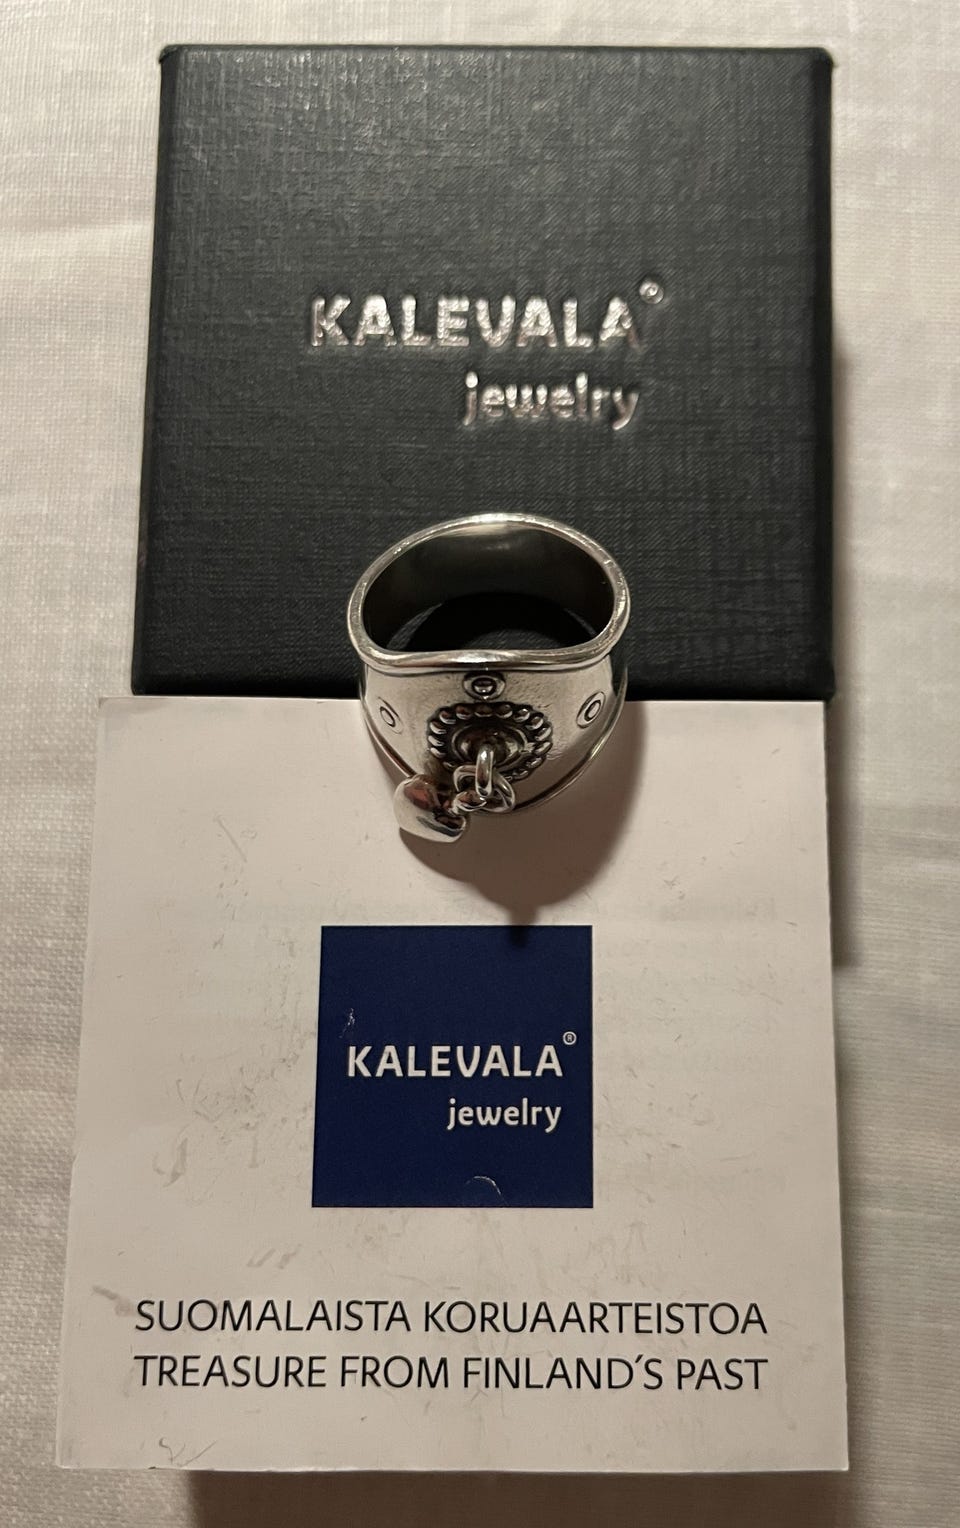 KALEVALA®
jewelry
KALEVALA®
jewelry
SUOMALAISTA KORUAARTEISTOA
TREASURE FROM FINLAND´S PAST